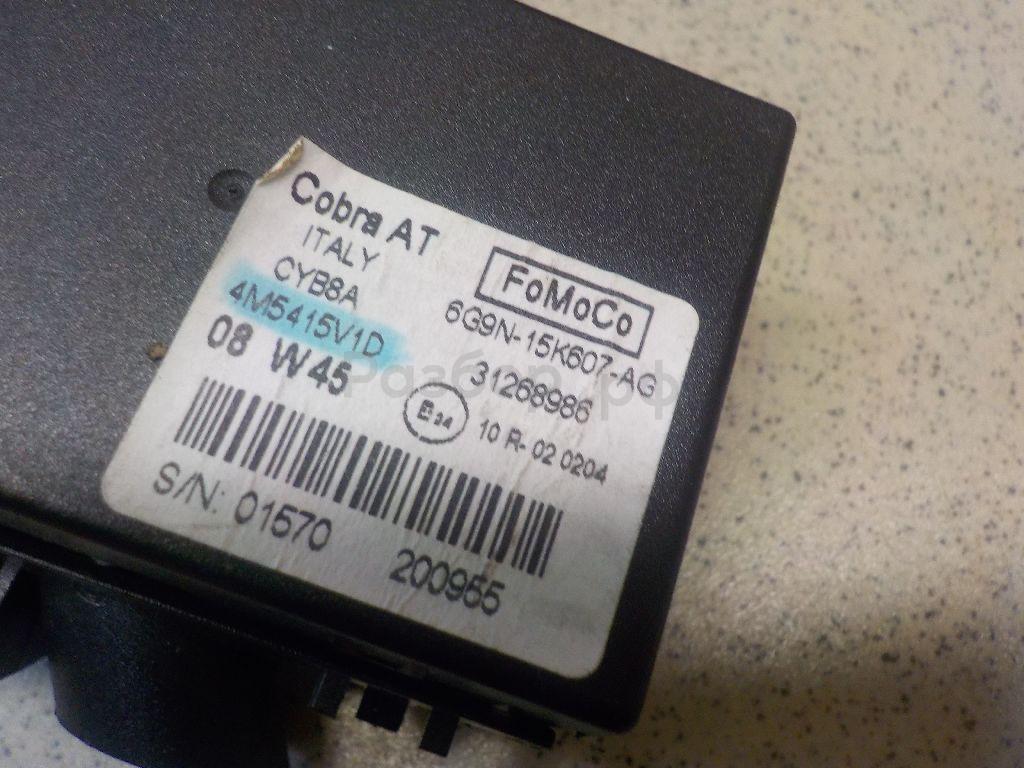 Cobra AT
ITALY
CYB8A
4M5415V1D
08 W45
FoMoCo
6G9N-15K607-AG
31268986
E24 10 R- 02 0204
S/N: 01570 200955
Разбор.рф